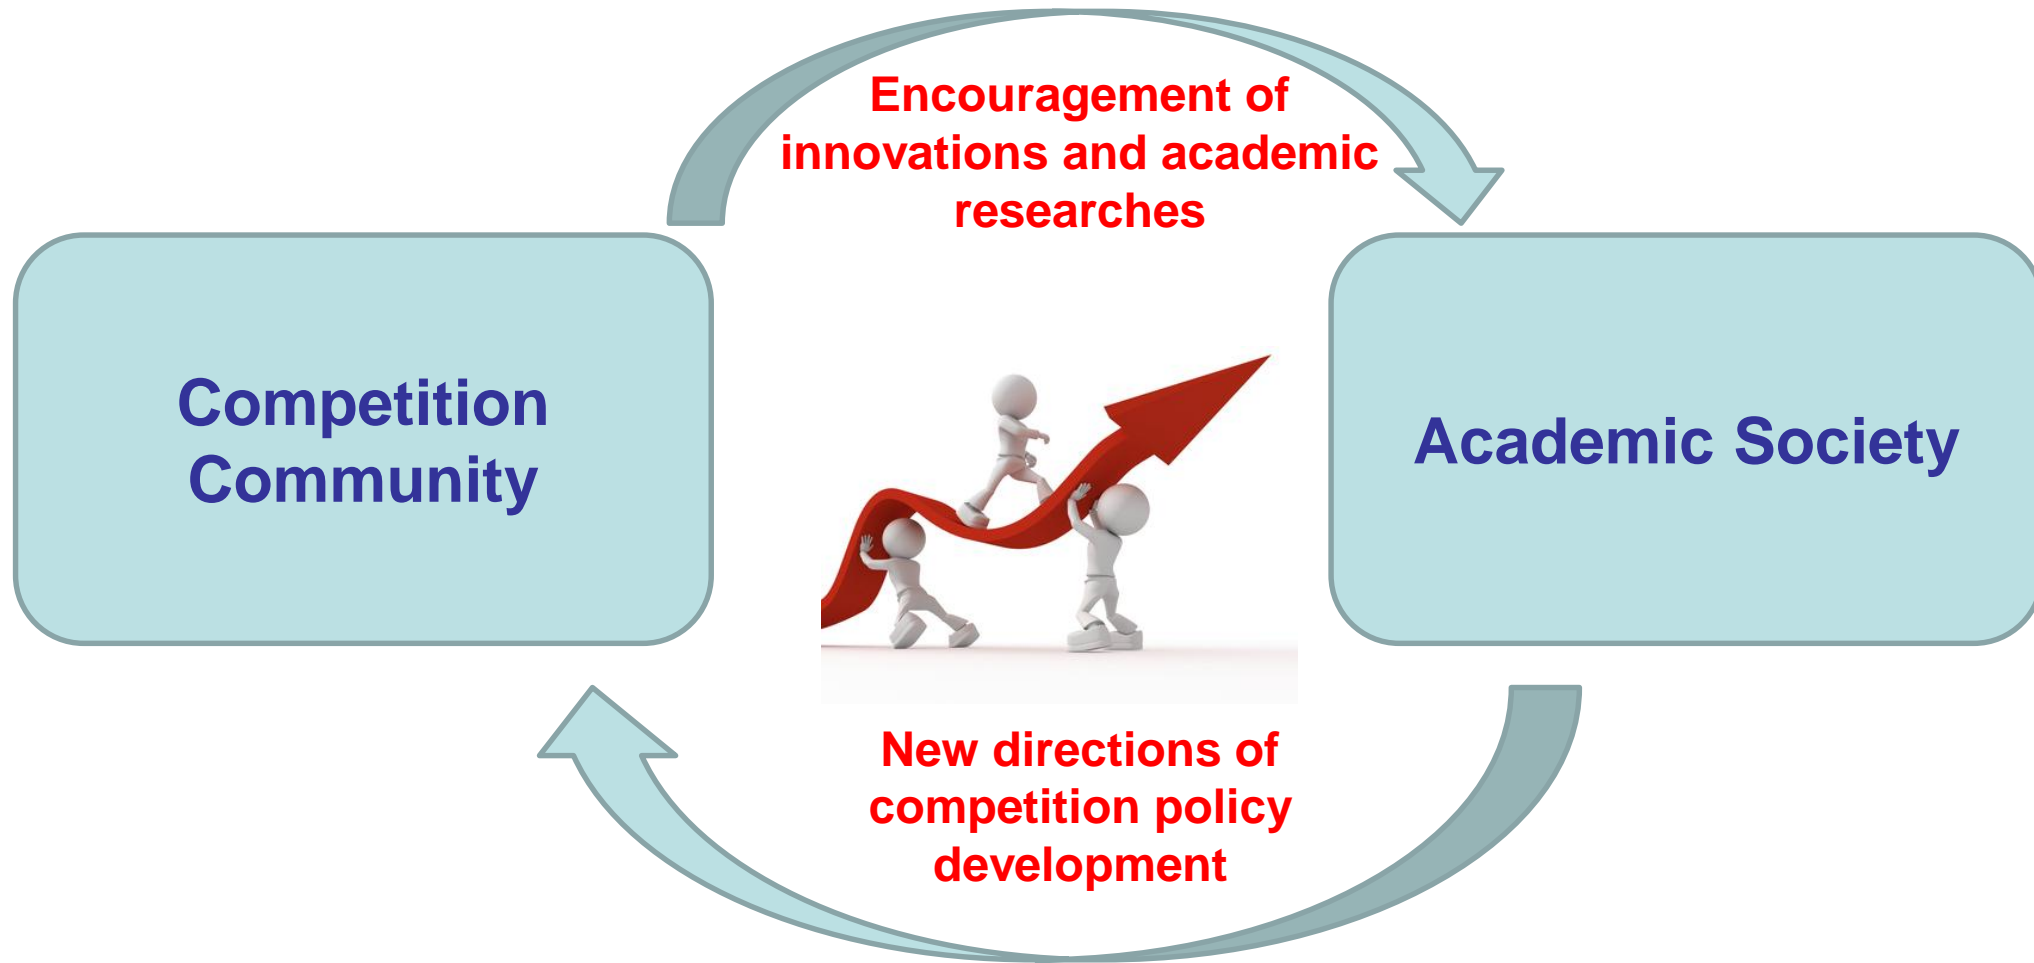 Encouragement of
innovations and academic
researches
Competition
Community
Academic Society
New directions of
competition policy
development